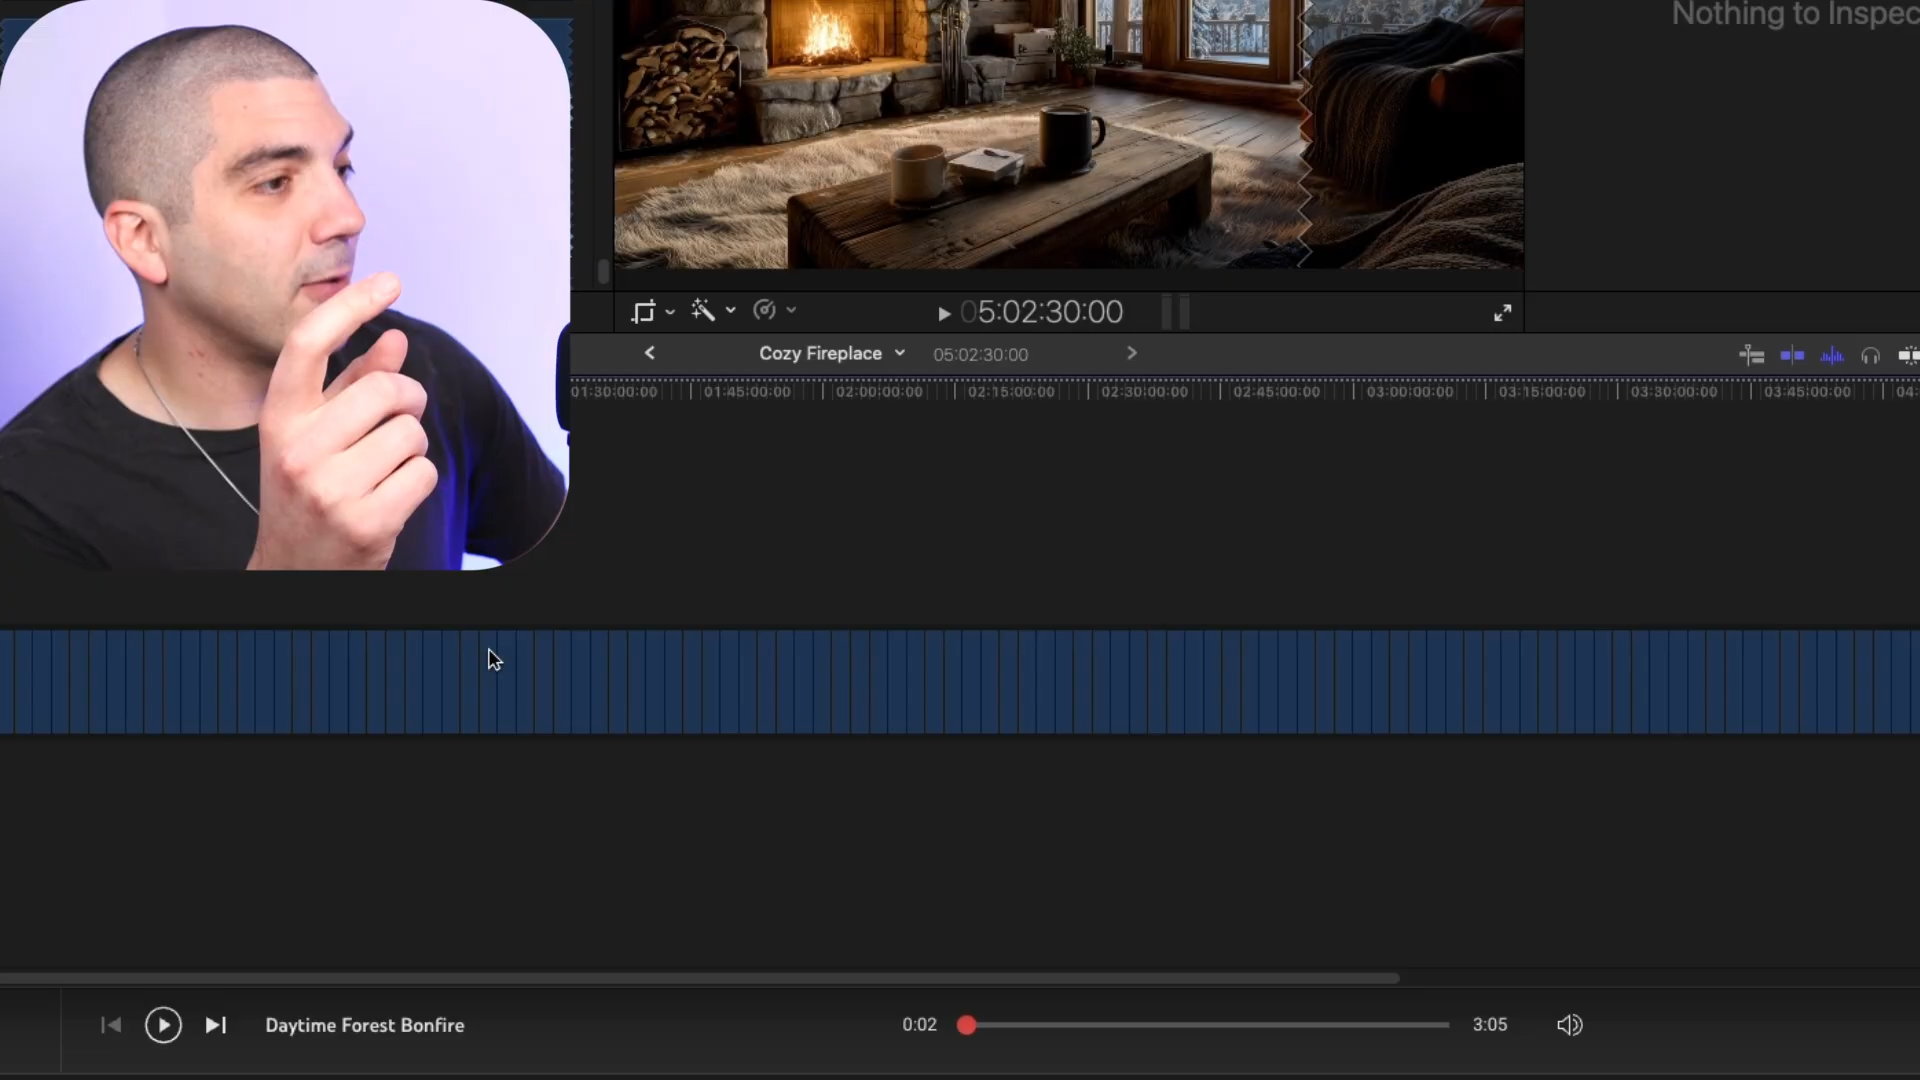 Nothing to Inspec
05:02:30:00
Cozy Fireplace 05:02:30:00
01:30:00:00 01:45:00:00 02:00:00:00 02:15:00:00 02:30:00:00 02:45:00:00 03:00:00:00 03:15:00:00 03:30:00:00 03:45:00:00 04:
Daytime Forest Bonfire 0:02 3:05